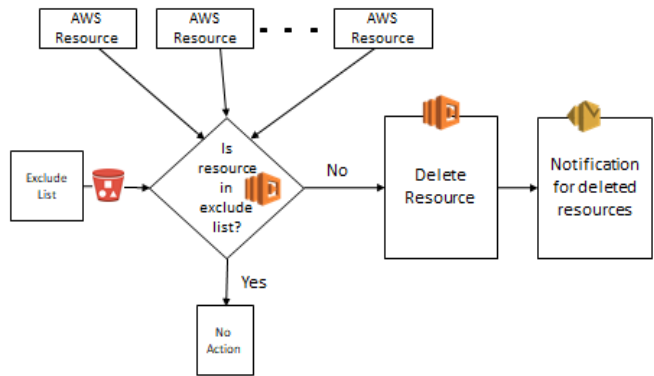 AWS
Resource
AWS
Resource
AWS
Resource
Is
resource
in
exclude
list?
Exclude
List
No
Delete
Resource
Notification
for deleted
resources
Yes
No
Action